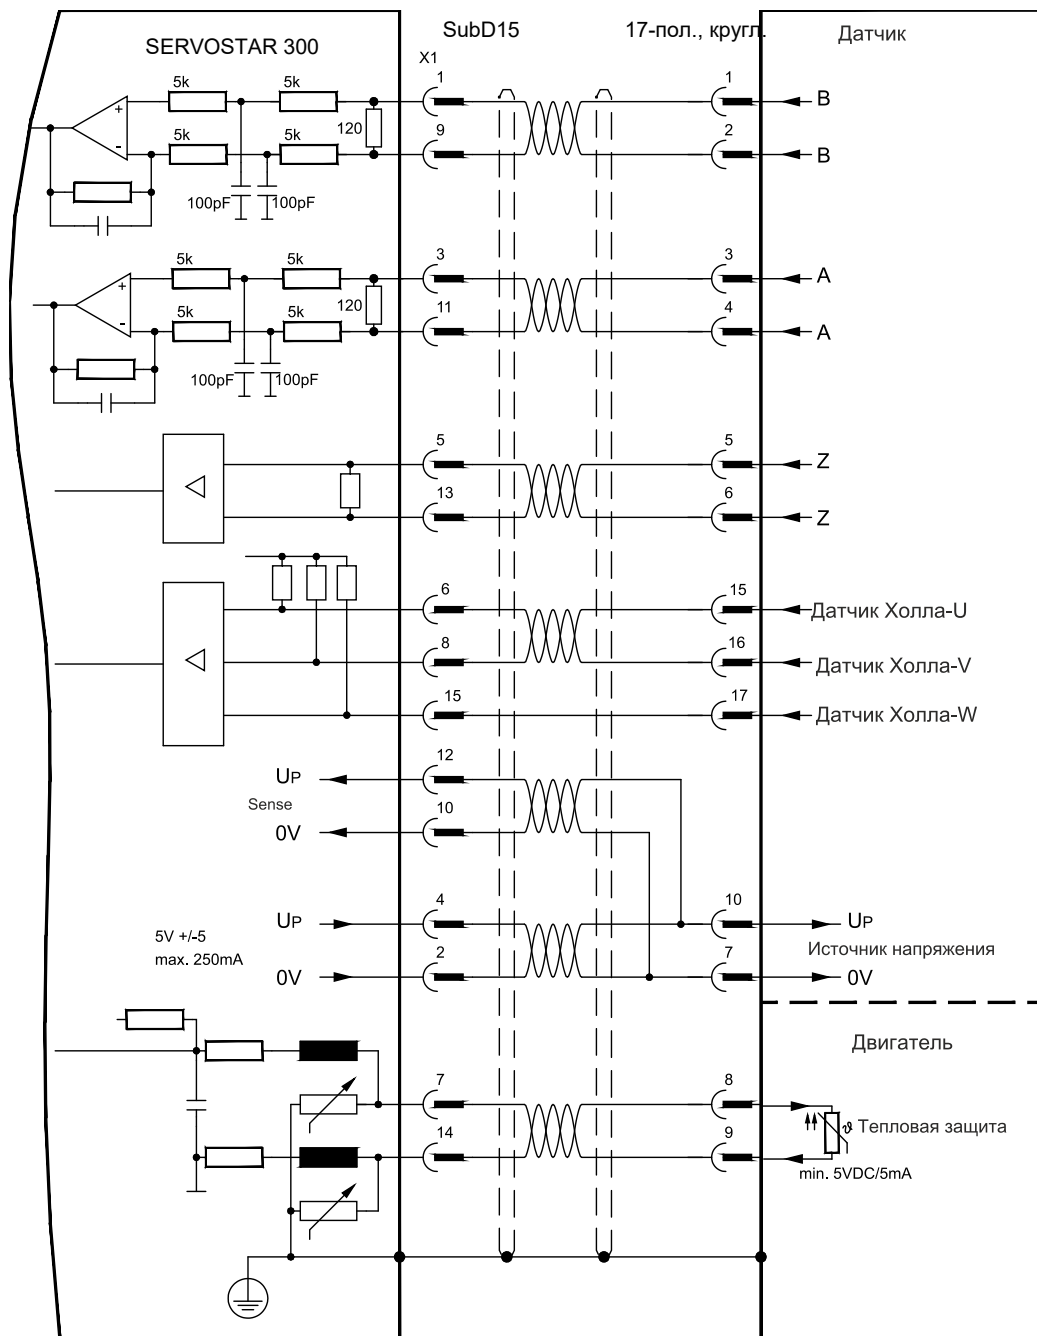 SERVOSTAR 300
SubD15
17-пол., кругл.
Датчик
X1
5k
5k
1
1
B
120
5k
5k
9
2
B
100pF
100pF
5k
5k
3
3
A
120
5k
5k
11
4
A
100pF
100pF
5
5
Z
13
6
Z
6
15
Датчик Холла-U
8
16
Датчик Холла-V
15
17
Датчик Холла-W
UP
12
Sense
0V
10
UP
4
10
UP
5V +/-5
max. 250mA
Источник напряжения
0V
2
7
0V
Двигатель
7
8
ϑ Тепловая защита
14
9
min. 5VDC/5mA
+
-
+
-